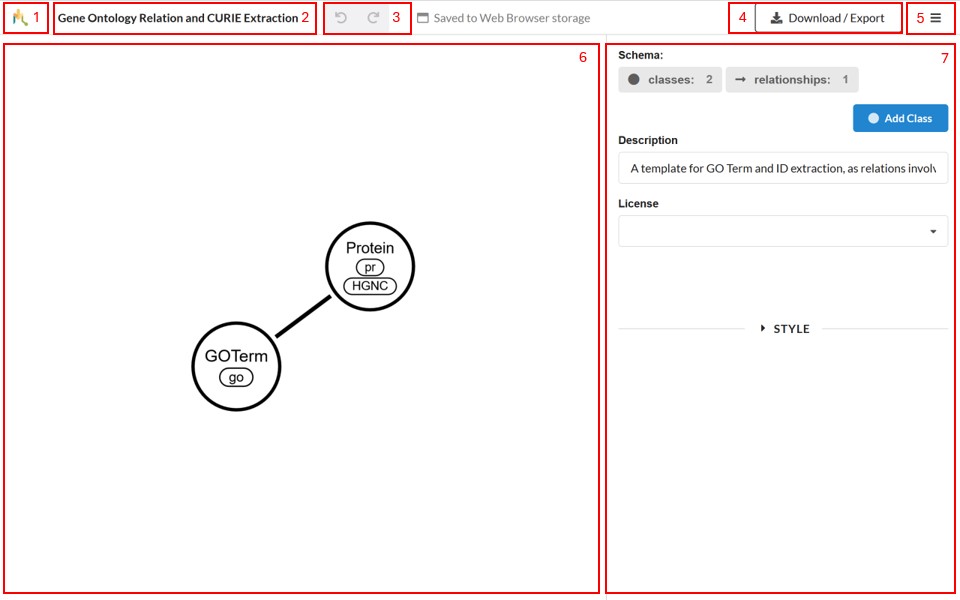 1 Gene Ontology Relation and CURIE Extraction 2 3 Saved to Web Browser storage 4 Download / Export 5
6
7
Schema:
classes: 2 relationships: 1
Add Class
Description
A template for GO Term and ID extraction, as relations involv
License
STYLE
Protein
pr
HGNC
GOTerm
go